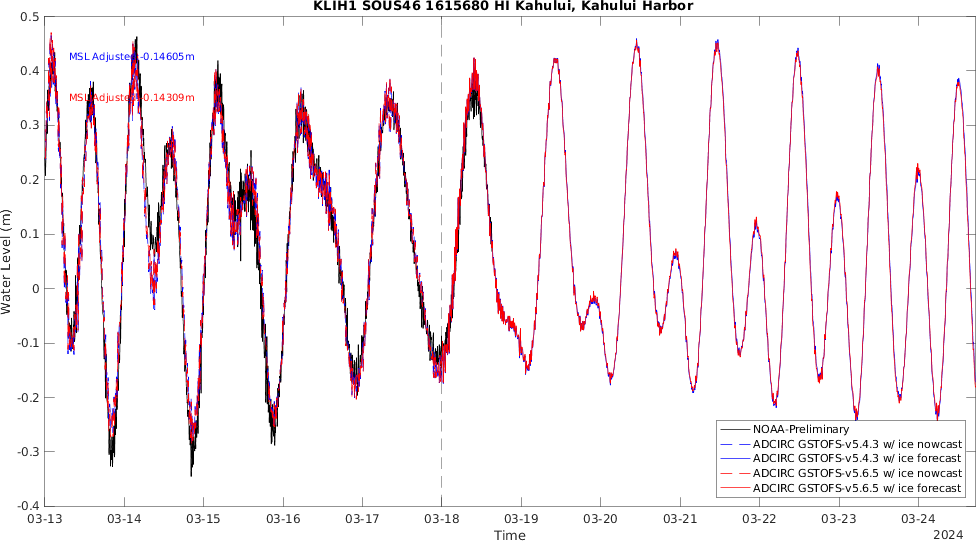 KLIH1 SOUS46 1615680 HI Kahului, Kahului Harbor
0.5
0.4
0.3
0.2
0.1
0
-0.1
-0.2
-0.3
-0.4
Water Level (m)
MSL Adjusted -0.14605m
MSL Adjusted -0.14309m
NOAA-Preliminary
ADCIRC GSTOFS-v5.4.3 w/ ice nowcast
ADCIRC GSTOFS-v5.4.3 w/ ice forecast
ADCIRC GSTOFS-v5.6.5 w/ ice nowcast
ADCIRC GSTOFS-v5.6.5 w/ ice forecast
03-13 03-14 03-15 03-16 03-17 03-18 03-19 03-20 03-21 03-22 03-23 03-24
Time
2024